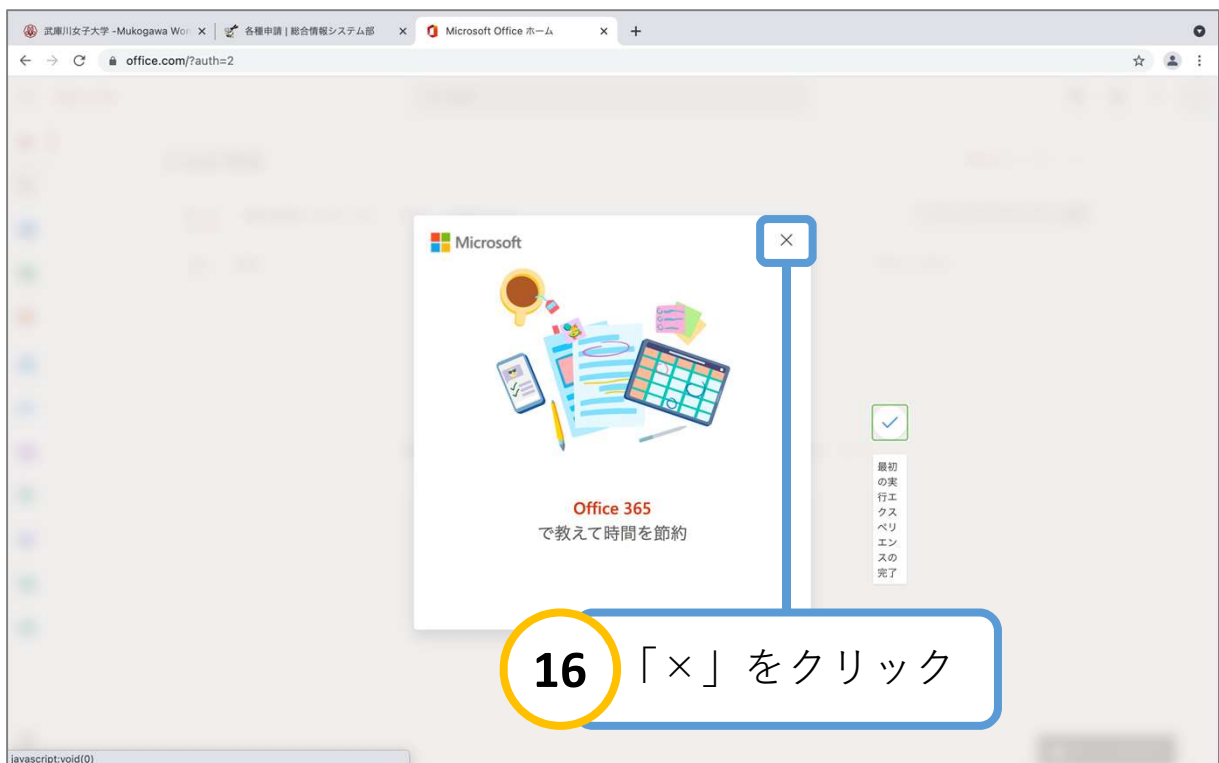 武庫川女子大学 -Mukogawa Wo
各種申請 | 総合情報システム部
Microsoft Office ホーム
office.com/?auth=2
Microsoft
Office 365
で教えて時間を節約
最初
の実
行エ
クス
ペリ
エン
スの
完了
16 「×」をクリック
javascript:void(0)